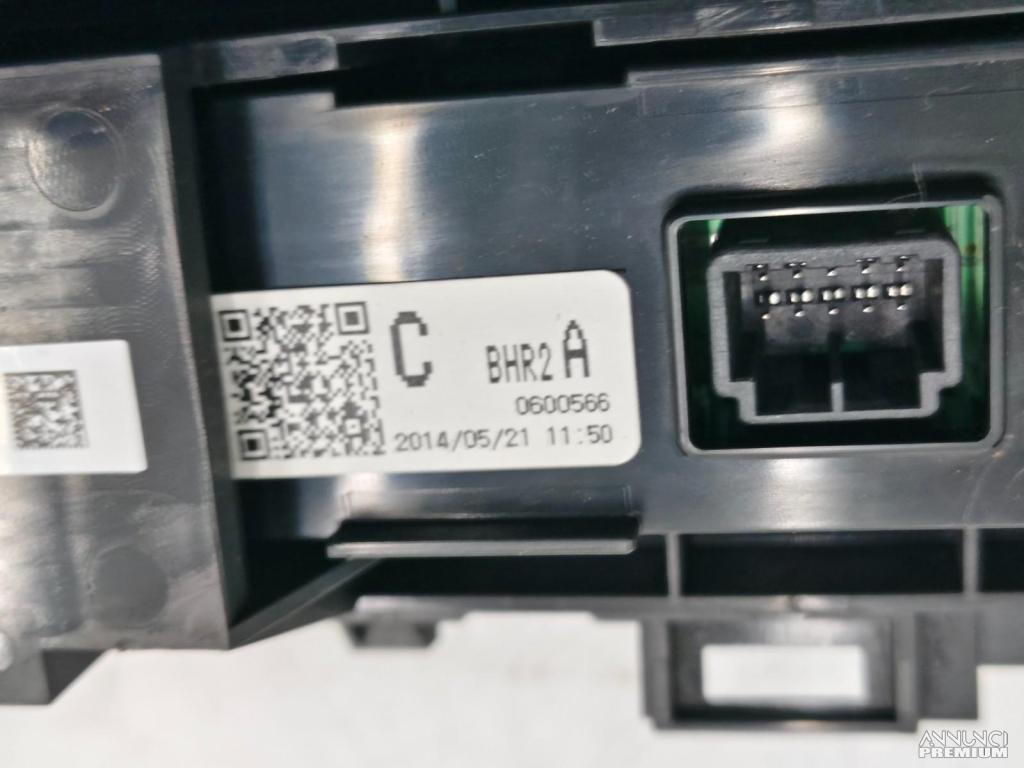 C BHR2 A
0600566
2014/05/21 11:50
ANNUNCI
PREMIUM